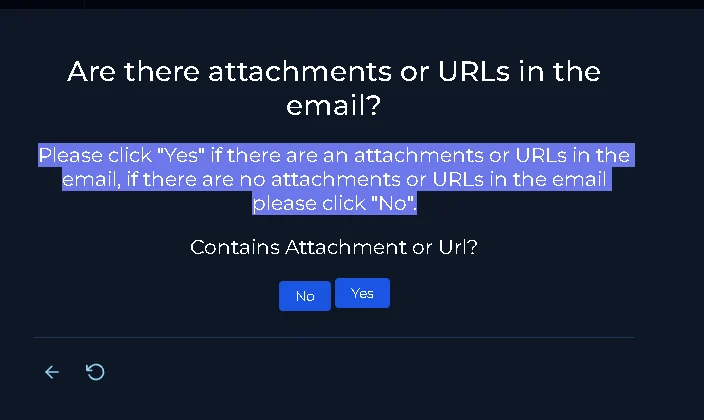 Are there attachments or URLs in the
email?
Please click "Yes" if there are an attachments or URLs in the
email, if there are no attachments or URLs in the email
please click "No".
Contains Attachment or Url?
No
Yes